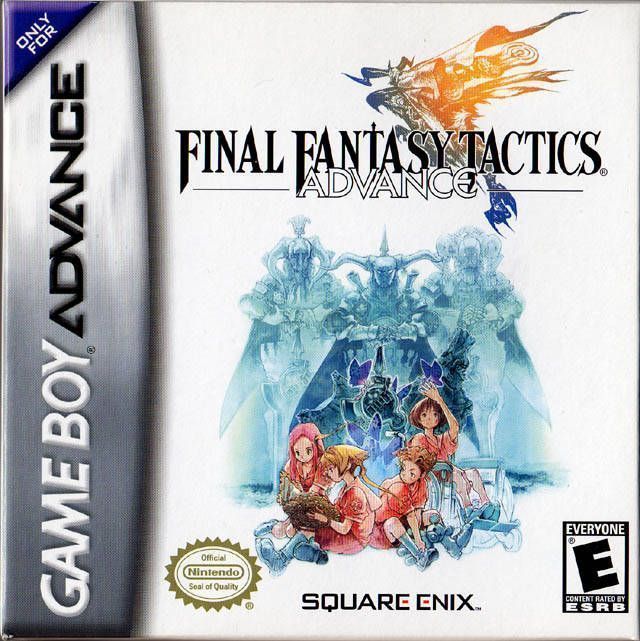 ONLY
FOR
GAME BOY ADVANCE
FINAL FANTASY TACTICS®
ADVANCE
Official
Nintendo
Seal of Quality
®
SQUARE ENIX™
EVERYONE
E
®
CONTENT RATED BY
ESRB